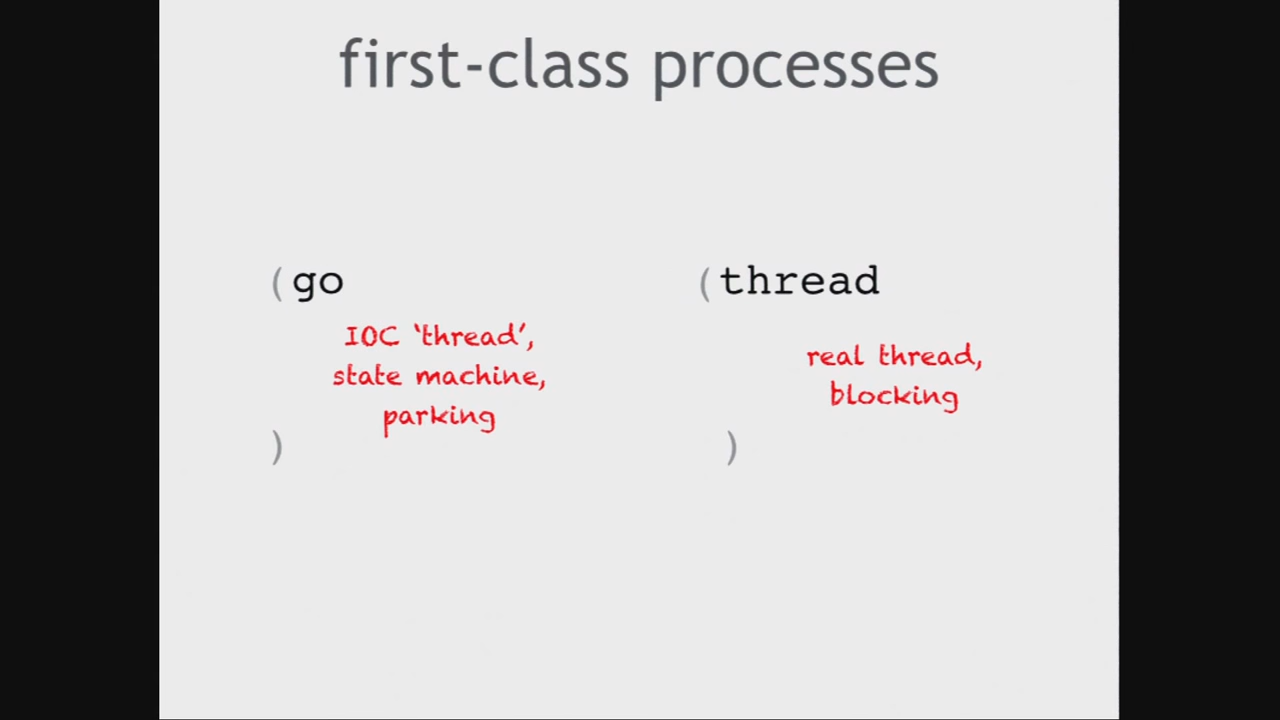 first-class processes
(go
IOC ‘thread’,
state machine,
parking
)
(thread
real thread,
blocking
)